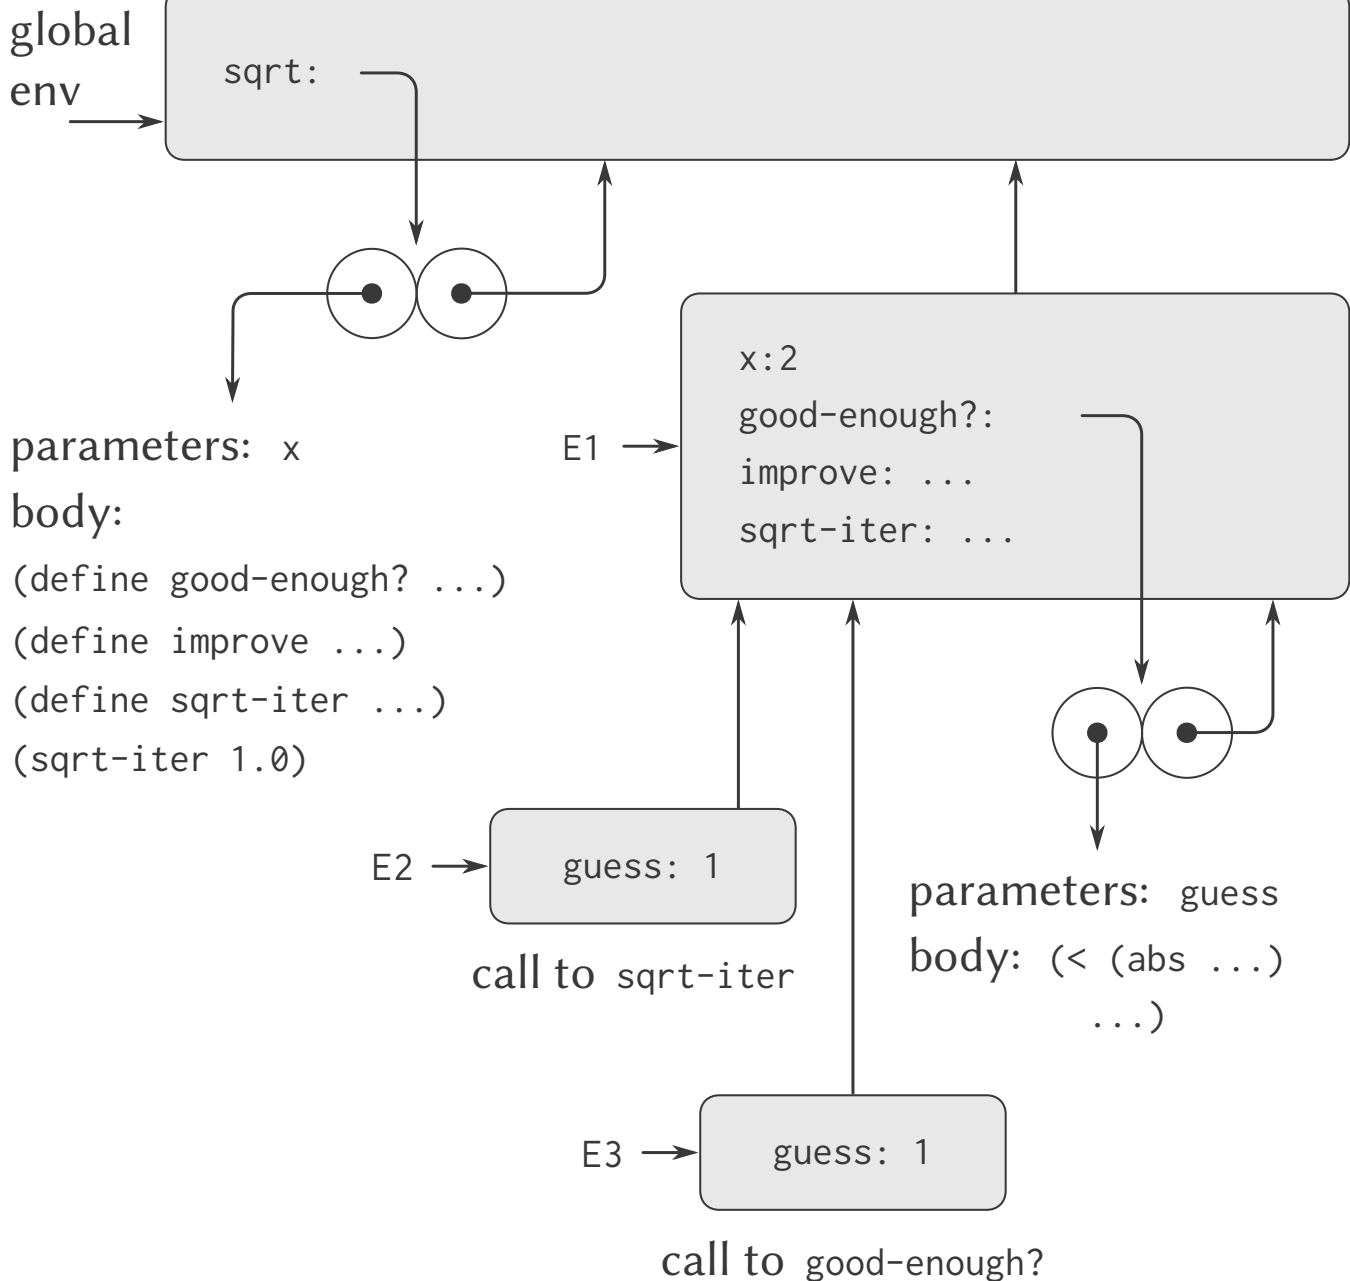 global
env
sqrt:
x:2
good-enough?:
improve: ...
sqrt-iter: ...
E1
parameters: x
body:
(define good-enough? ...)
(define improve ...)
(define sqrt-iter ...)
(sqrt-iter 1.0)
E2
guess: 1
call to sqrt-iter
parameters: guess
body: (< (abs ...)
...)
E3
guess: 1
call to good-enough?